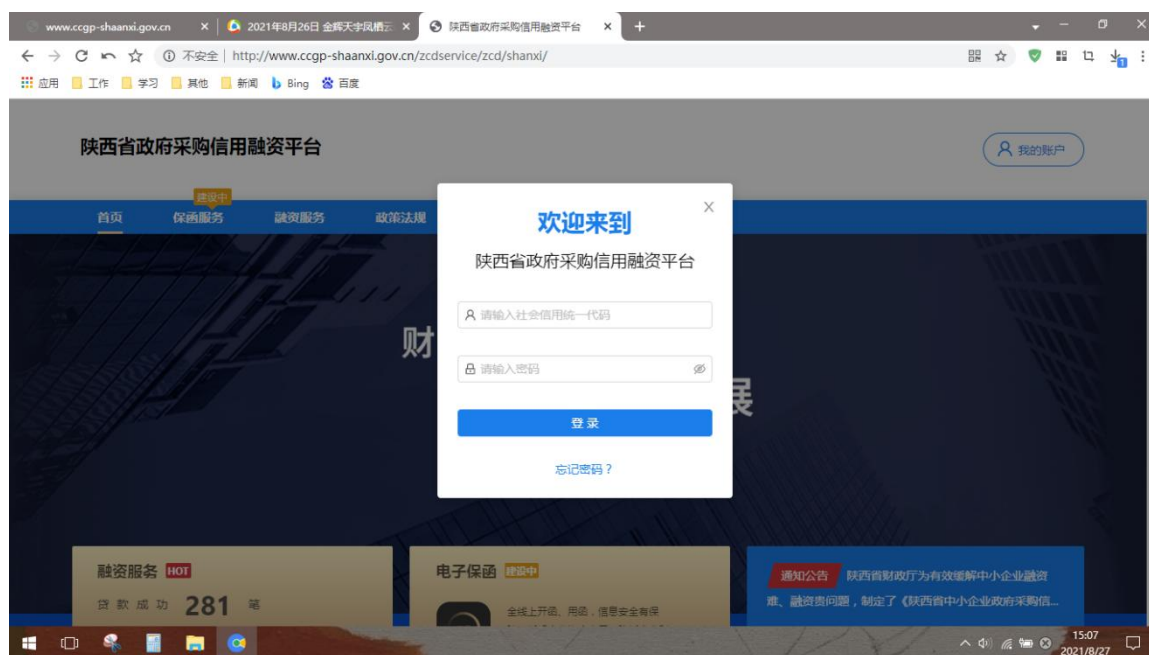 www.ccgp-shaanxi.gov.cn
2021年8月26日 金辉天宇凤栖云
陕西省政府采购信用融资平台
不安全 | http://www.ccgp-shaanxi.gov.cn/zcdservice/zcd/shanxi/
应用 工作 学习 其他 新闻 Bing 百度
陕西省政府采购信用融资平台
我的账户
建设中
首页 保函服务 融资服务 政策法规
欢迎来到
陕西省政府采购信用融资平台
请输入社会信用统一代码
财
请输入密码
展
登录
忘记密码？
融资服务 HOT
贷款成功 281 笔
电子保函 建设中
全线上开函、用函，信息安全有保
通知公告 陕西省财政厅为有效缓解中小企业融资
难、融资贵问题，制定了《陕西省中小企业政府采购信...
15:07
2021/8/27